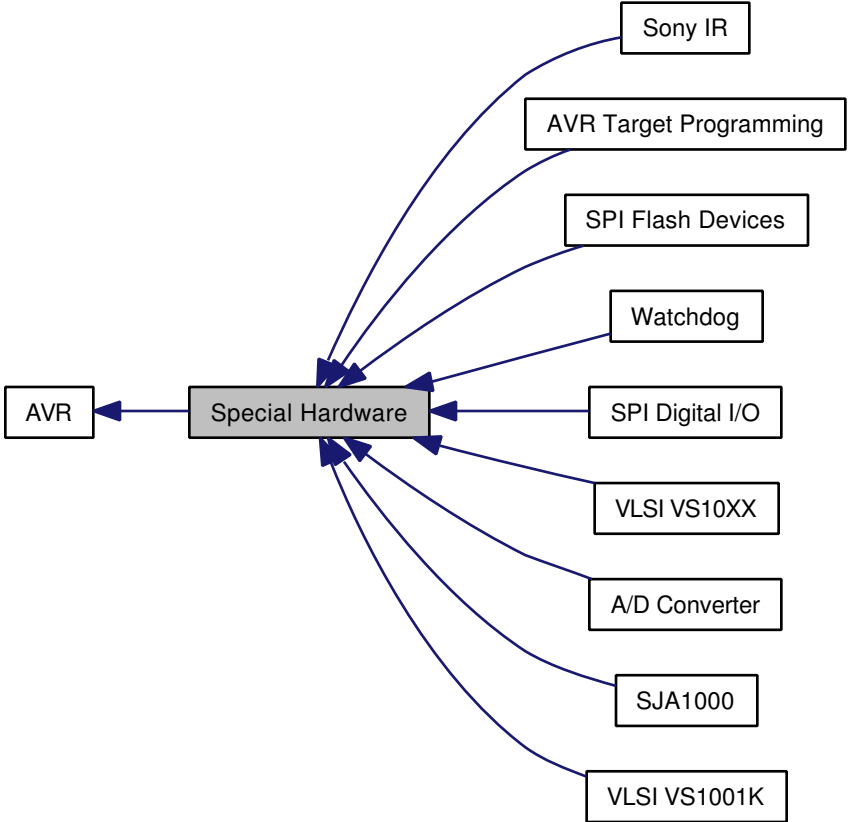 Sony IR
AVR Target Programming
SPI Flash Devices
Watchdog
AVR
Special Hardware
SPI Digital I/O
VLSI VS10XX
A/D Converter
SJA1000
VLSI VS1001K